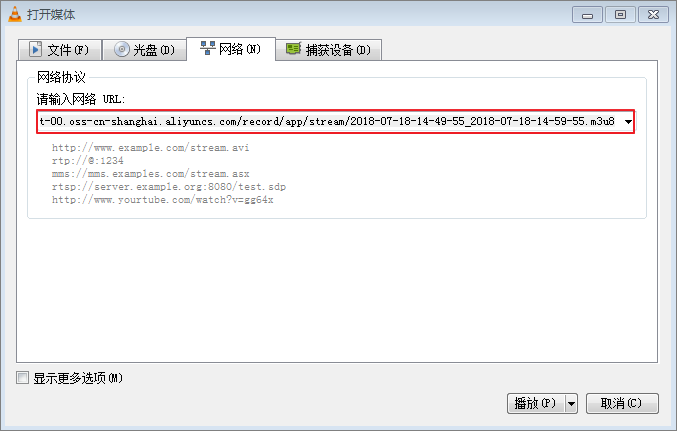 打开媒体
文件(F) 光盘(D) 网络(N) 捕获设备(D)
网络协议
请输入网络 URL:
t-00.oss-cn-shanghai.aliyuncs.com/record/app/stream/2018-07-18-14-49-55_2018-07-18-14-59-55.m3u8
http://www.example.com/stream.avi
rtp://@:1234
mms://mms.examples.com/stream.asx
rtsp://server.example.org:8080/test.sdp
http://www.yourtube.com/watch?v=gg64x
显示更多选项(M)
播放(P) 取消(C)